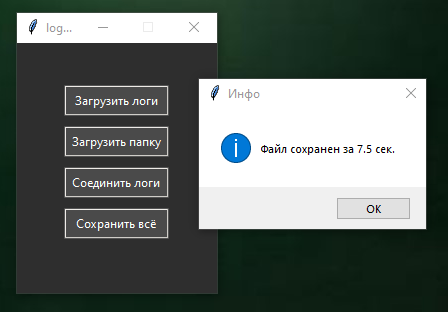 log...
Загрузить логи
Загрузить папку
Соединить логи
Сохранить всё
Инфо
Файл сохранен за 7.5 сек.
OK